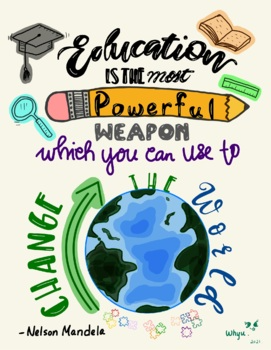 Education
IS THE most
Powerful
WEAPON
which you can use to
CHANGE
THE
World
- Nelson Mandela
Whyu.
2021